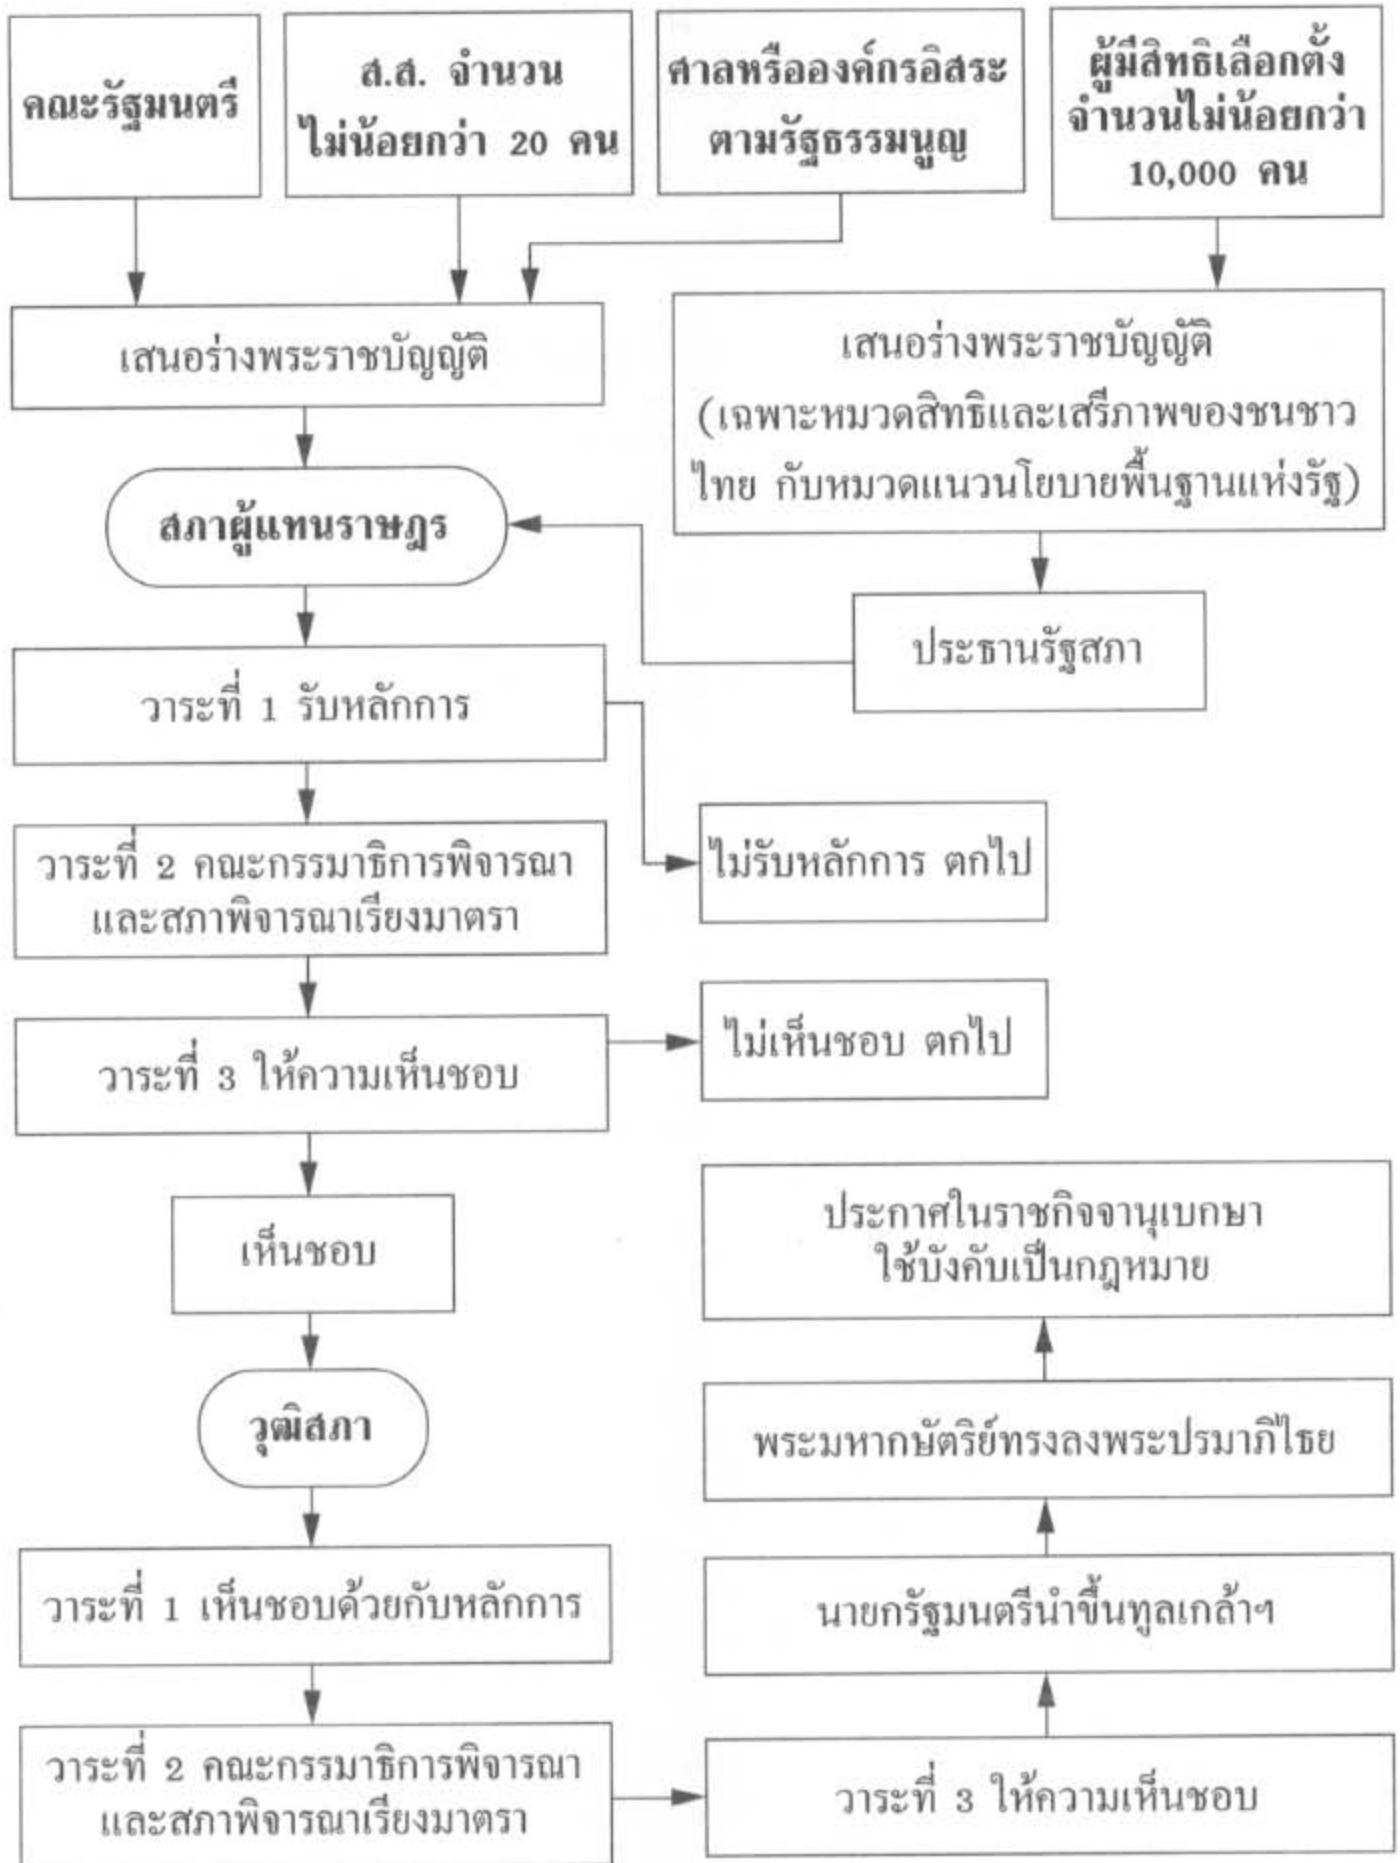 คณะรัฐมนตรี
ส.ส. จำนวน
ไม่น้อยกว่า 20 คน
ศาลหรือองค์กรอิสระ
ตามรัฐธรรมนูญ
ผู้มีสิทธิเลือกตั้ง
จำนวนไม่น้อยกว่า
10,000 คน
เสนอร่างพระราชบัญญัติ
เสนอร่างพระราชบัญญัติ
(เฉพาะหมวดสิทธิและเสรีภาพของชนชาว
ไทย กับหมวดแนวนโยบายพื้นฐานแห่งรัฐ)
สภาผู้แทนราษฎร
ประธานรัฐสภา
วาระที่ 1 รับหลักการ
ไม่รับหลักการ ตกไป
วาระที่ 2 คณะกรรมาธิการพิจารณา
และสภาพิจารณาเรียงมาตรา
วาระที่ 3 ให้ความเห็นชอบ
ไม่เห็นชอบ ตกไป
เห็นชอบ
วุฒิสภา
วาระที่ 1 เห็นชอบด้วยกับหลักการ
วาระที่ 2 คณะกรรมาธิการพิจารณา
และสภาพิจารณาเรียงมาตรา
วาระที่ 3 ให้ความเห็นชอบ
นายกรัฐมนตรีนำขึ้นทูลเกล้าฯ
พระมหากษัตริย์ทรงลงพระปรมาภิไธย
ประกาศในราชกิจจานุเบกษา
ใช้บังคับเป็นกฎหมาย